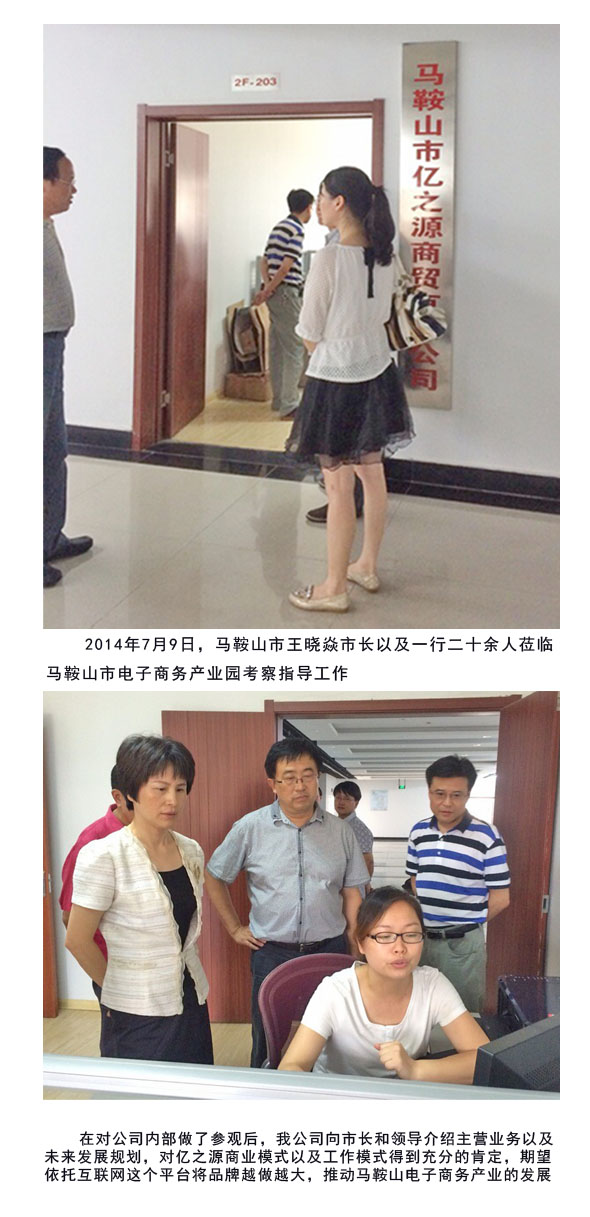 2F-203
马鞍山市亿之源商贸
公司
2014年7月9日，马鞍山市王晓焱市长以及一行二十余人莅临
马鞍山市电子商务产业园考察指导工作
在对公司内部做了参观后，我公司向市长和领导介绍主营业务以及
未来发展规划，对亿之源商业模式以及工作模式得到充分的肯定，期望
依托互联网这个平台将品牌越做越大，推动马鞍山电子商务产业的发展